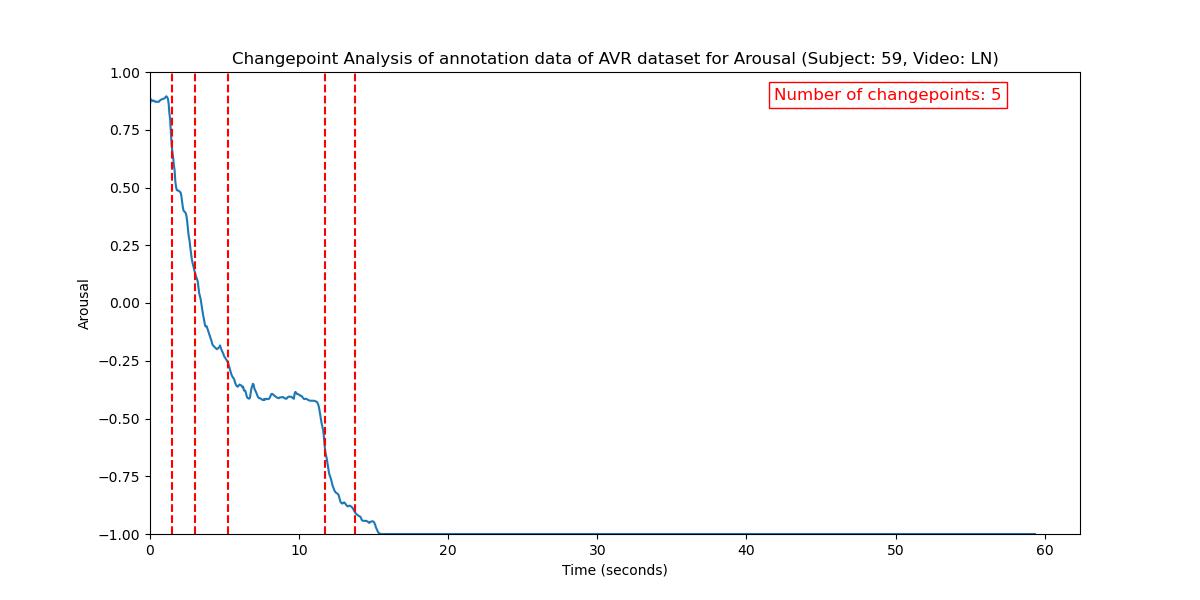 Changepoint Analysis of annotation data of AVR dataset for Arousal (Subject: 59, Video: LN)
Number of changepoints: 5
Arousal
1.00
0.75
0.50
0.25
0.00
−0.25
−0.50
−0.75
−1.00
0 10 20 30 40 50 60
Time (seconds)